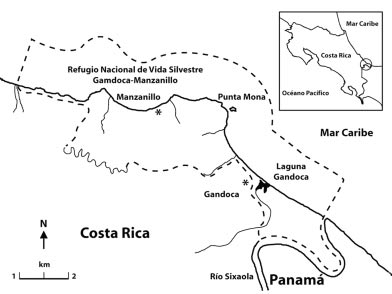 Refugio Nacional de Vida Silvestre
Gamdoca-Manzanillo
Manzanillo
*
Punta Mona
Mar Caribe
Costa Rica
Océano Pacífico
Mar Caribe
Laguna
Gandoca
*
Gandoca
N
Costa Rica
km
1 2
Río Sixaola
Panamá